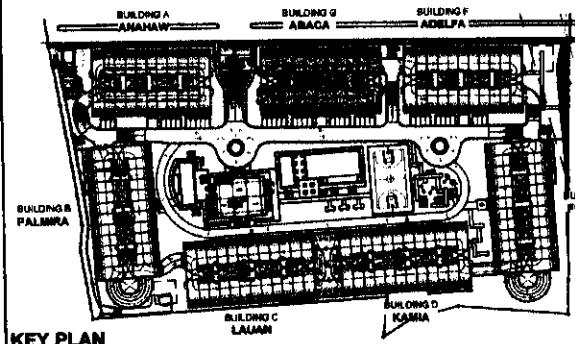 BUILDING A
ANAHAW
BUILDING G
ABACA
BUILDING F
ADELFA
BUILDING B
PALMIRA
BUILDING C
LAUAN
BUILDING D
KAMIA
KEY PLAN